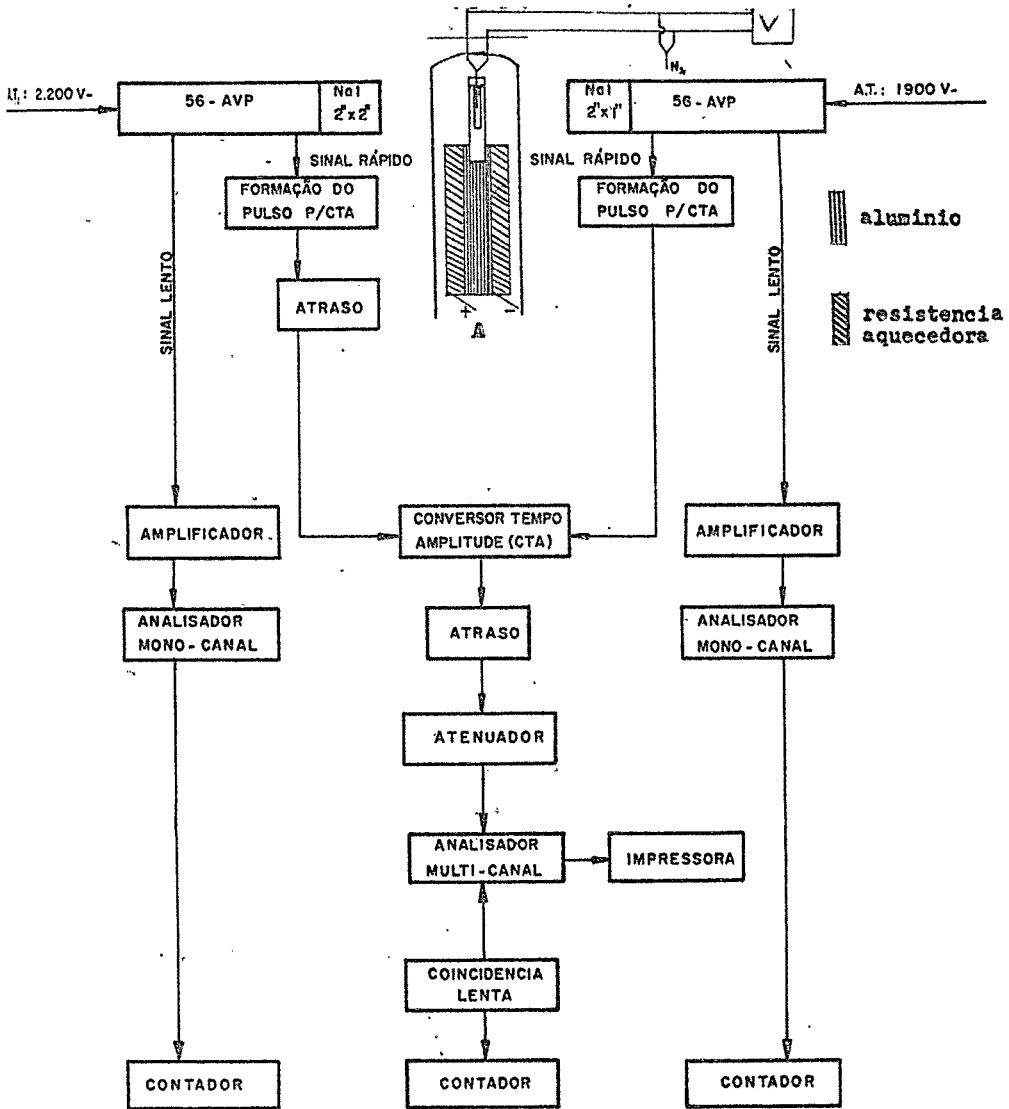 V
N₂
A.T.: 2.200 V-
56 - AVP
NaI
2"x 2"
NaI
2"x 1"
56 - AVP
A.T.: 1900 V-
SINAL RÁPIDO
SINAL RÁPIDO
FORMAÇÃO DO
PULSO P/CTA
FORMAÇÃO DO
PULSO P/CTA
aluminio
SINAL LENTO
ATRASO
+ -
A
SINAL LENTO
resistencia
aquecedora
AMPLIFICADOR
CONVERSOR TEMPO
AMPLITUDE (CTA)
AMPLIFICADOR
ANALISADOR
MONO - CANAL
ATRASO
ANALISADOR
MONO - CANAL
ATENUADOR
ANALISADOR
MULTI - CANAL
IMPRESSORA
COINCIDENCIA
LENTA
CONTADOR
CONTADOR
CONTADOR